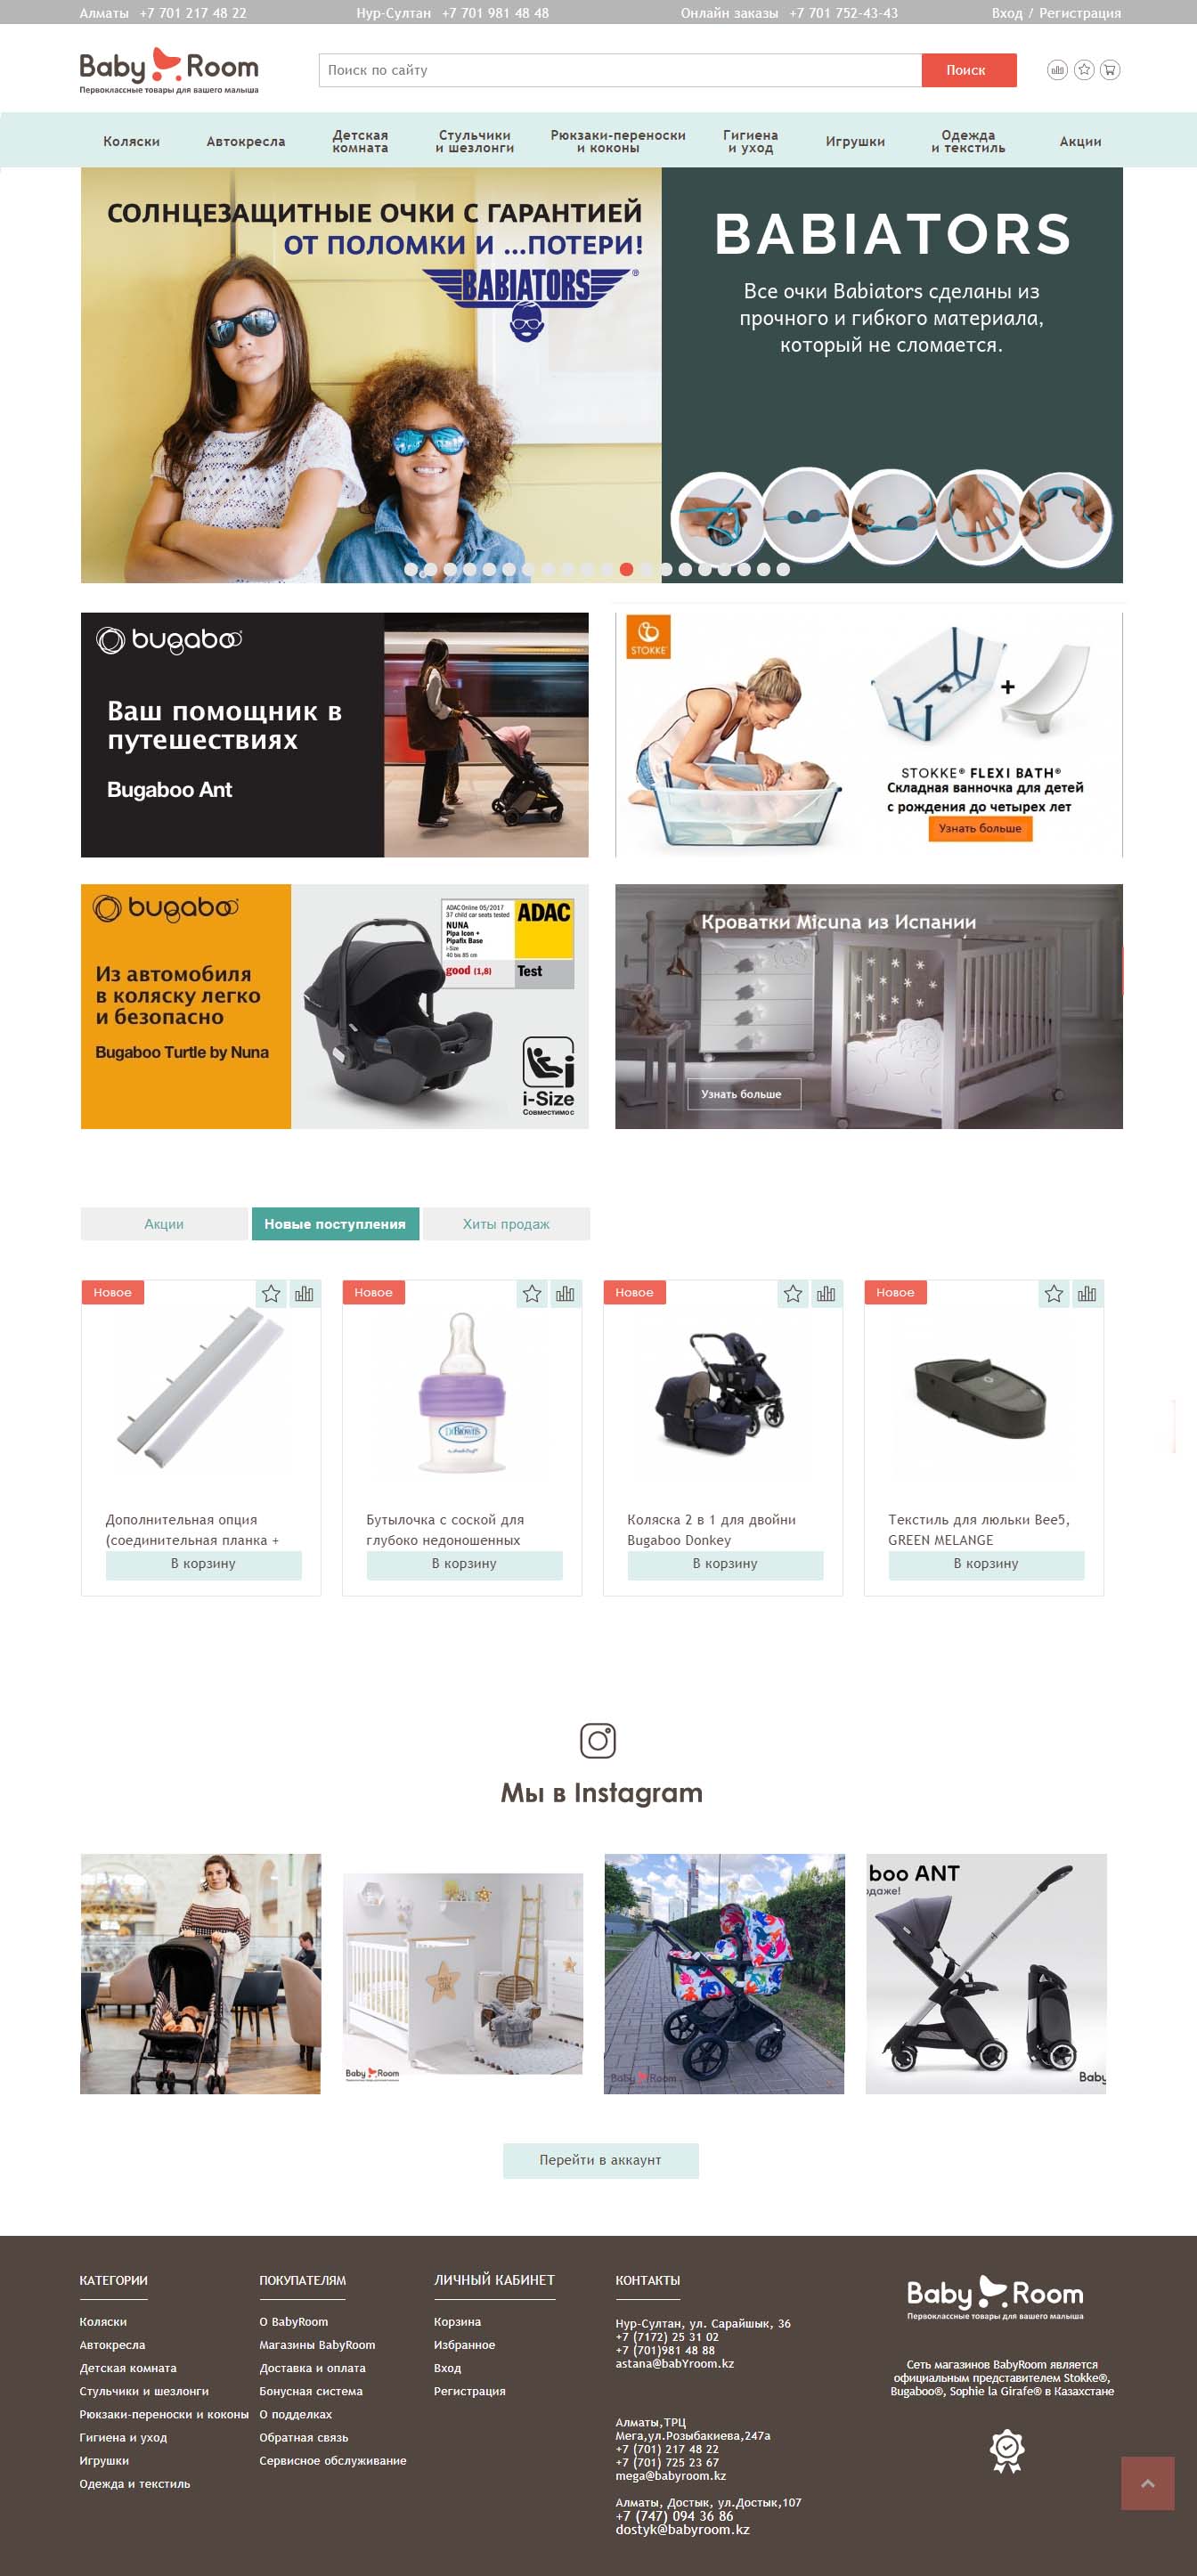 Алматы +7 701 217 48 22
Нур-Султан +7 701 981 48 48
Онлайн заказы +7 701 752-43-43
Вход / Регистрация
Baby Room
Первоклассные товары для вашего малыша
Поиск по сайту
Поиск
Коляски
Автокресла
Детская
комната
Стульчики
и шезлонги
Рюкзаки-переноски
и коконы
Гигиена
и уход
Игрушки
Одежда
и текстиль
Акции
СОЛНЦЕЗАЩИТНЫЕ ОЧКИ С ГАРАНТИЕЙ
ОТ ПОЛОМКИ И ...ПОТЕРИ!
BABIATORS®
BABIATORS
Все очки Babiators сделаны из
прочного и гибкого материала,
который не сломается.
bugaboo
Ваш помощник в
путешествиях
Bugaboo Ant
STOKKE
+
STOKKE® FLEXI BATH®
Складная ванночка для детей
с рождения до четырех лет
Узнать больше
bugaboo
Из автомобиля
в коляску легко
и безопасно
Bugaboo Turtle by Nuna
ADAC Online 05/2017
37 child car seats tested
NUNA
Pipa Icon +
Pipafix Base
i-Size
40 bis 85 cm
good (1,8)
ADAC
Test
i-Size
Совместимос
Кроватки Micuna из Испании
Узнать больше
Акции
Новые поступления
Хиты продаж
Новое
Новое
Новое
Новое
Dr Brown's
Дополнительная опция
(соединительная планка +
В корзину
Бутылочка с соской для
глубоко недоношенных
В корзину
Коляска 2 в 1 для двойни
Bugaboo Donkey
В корзину
Текстиль для люльки Bee5,
GREEN MELANGE
В корзину
Мы в Instagram
Baby Room
Baby Room
boo ANT
одаже!
Baby
Перейти в аккаунт
КАТЕГОРИИ
Коляски
Автокресла
Детская комната
Стульчики и шезлонги
Рюкзаки-переноски и коконы
Гигиена и уход
Игрушки
Одежда и текстиль
ПОКУПАТЕЛЯМ
О BabyRoom
Магазины BabyRoom
Доставка и оплата
Бонусная система
О подделках
Обратная связь
Сервисное обслуживание
ЛИЧНЫЙ КАБИНЕТ
Корзина
Избранное
Вход
Регистрация
КОНТАКТЫ
Нур-Султан, ул. Сарайшык, 36
+7 (7172) 25 31 02
+7 (701)981 48 88
astana@babYroom.kz
Алматы,ТРЦ
Мега,ул.Розыбакиева,247а
+7 (701) 217 48 22
+7 (701) 725 23 67
mega@babyroom.kz
Алматы, Достык, ул.Достык,107
+7 (747) 094 36 86
dostyk@babyroom.kz
Baby Room
Первоклассные товары для вашего малыша
Сеть магазинов BabyRoom является
официальным представителем Stokke®,
Bugaboo®, Sophie la Girafe® в Казахстане